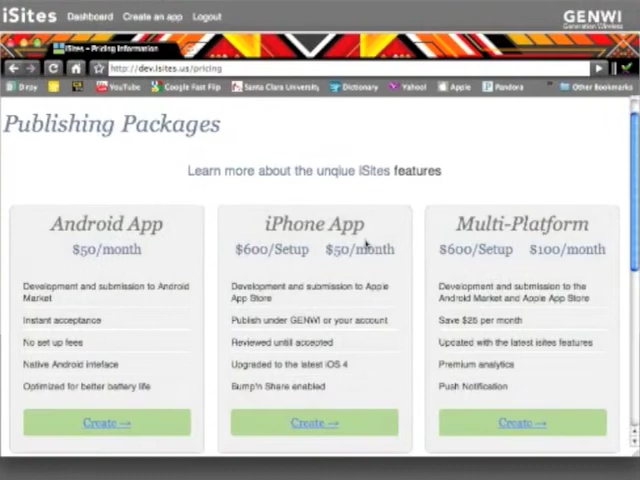 iSites Dashboard Create an app Logout
GENWI
Generation Wireless
iSites - Pricing Information
http://dev.isites.us/pricing
YouTube Google Fast Flip Santa Clara University Dictionary Yahoo! Apple Pandora Other Bookmarks
Publishing Packages
Learn more about the unqiue iSites features
Android App
$50/month
Development and submission to Android
Market
Instant acceptance
No set up fees
Native Android inteface
Optimized for better battery life
Create →
iPhone App
$600/Setup $50/month
Development and submission to Apple
App Store
Publish under GENWI or your account
Reviewed untill accepted
Upgraded to the latest iOS 4
Bump'n Share enabled
Create →
Multi-Platform
$600/Setup $100/month
Development and submission to the
Android Market and Apple App Store
Save $25 per month
Updated with the latest isites features
Premium analytics
Push Notification
Create →